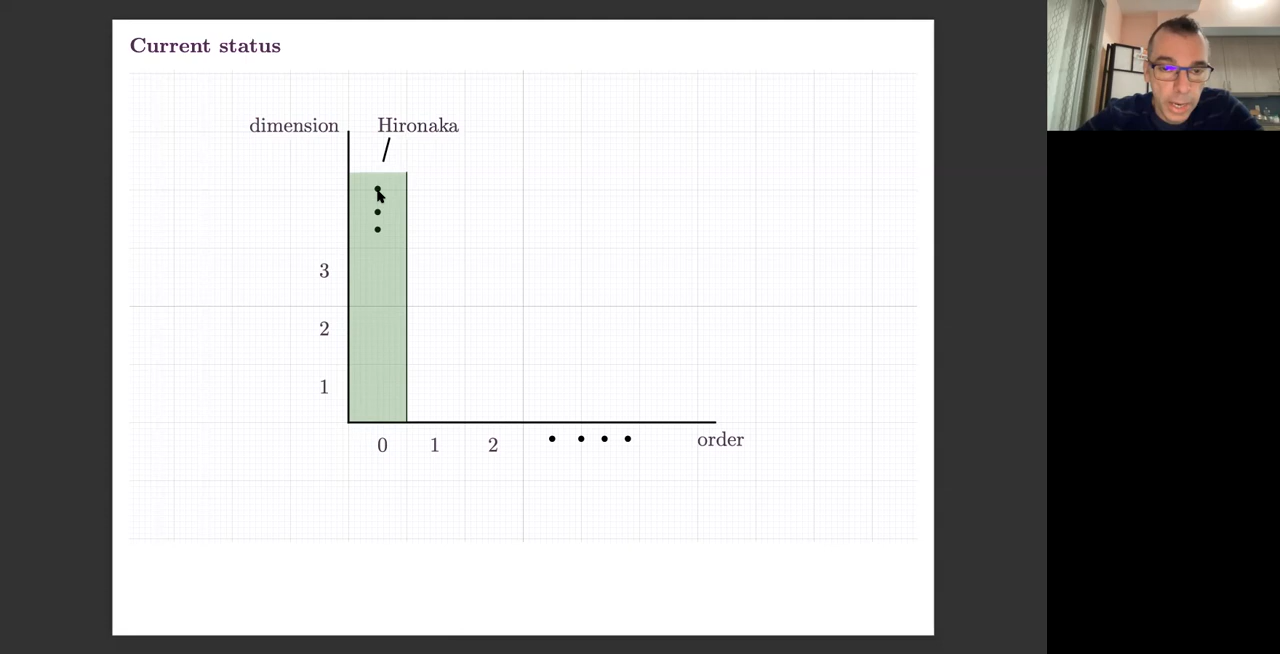 Current status
dimension Hironaka
3
2
1
0 1 2 order